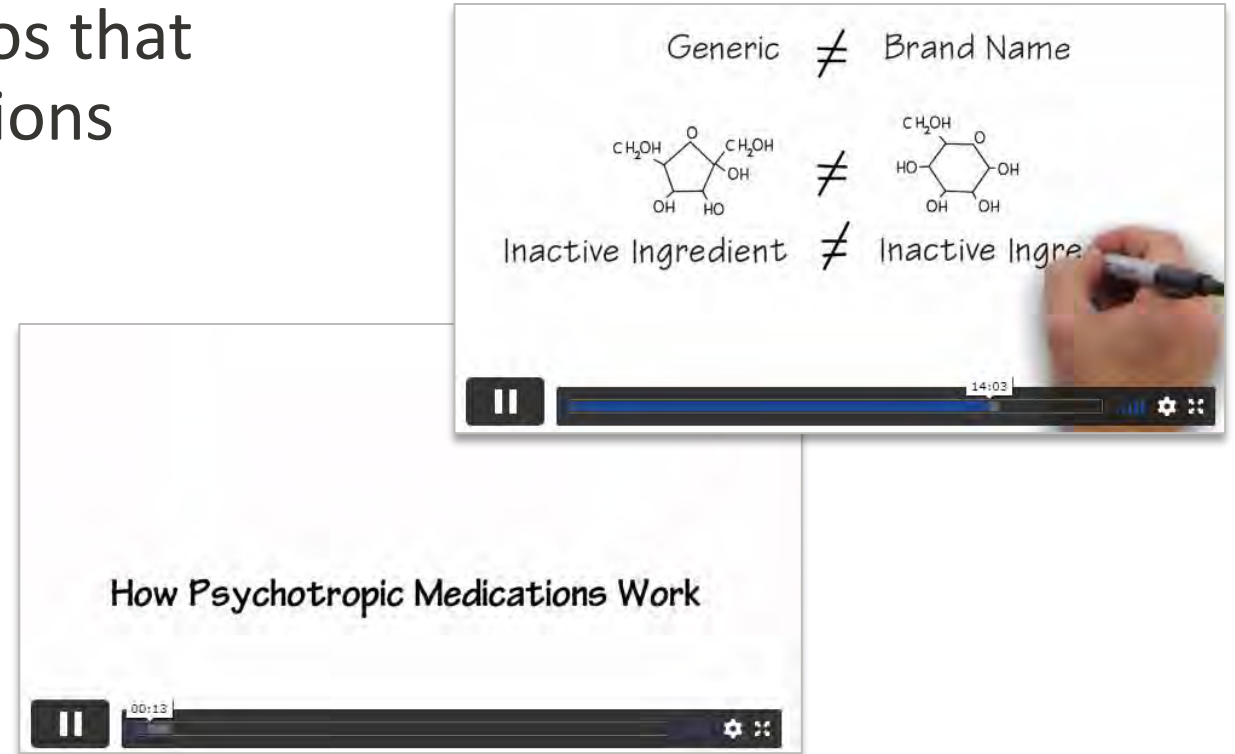 os that
ions
Generic ≠ Brand Name
CH₂OH O CH₂OH OH OH HO ≠ CH₂OH O HO OH OH OH
Inactive Ingredient ≠ Inactive Ingre
14:03
How Psychotropic Medications Work
00:13